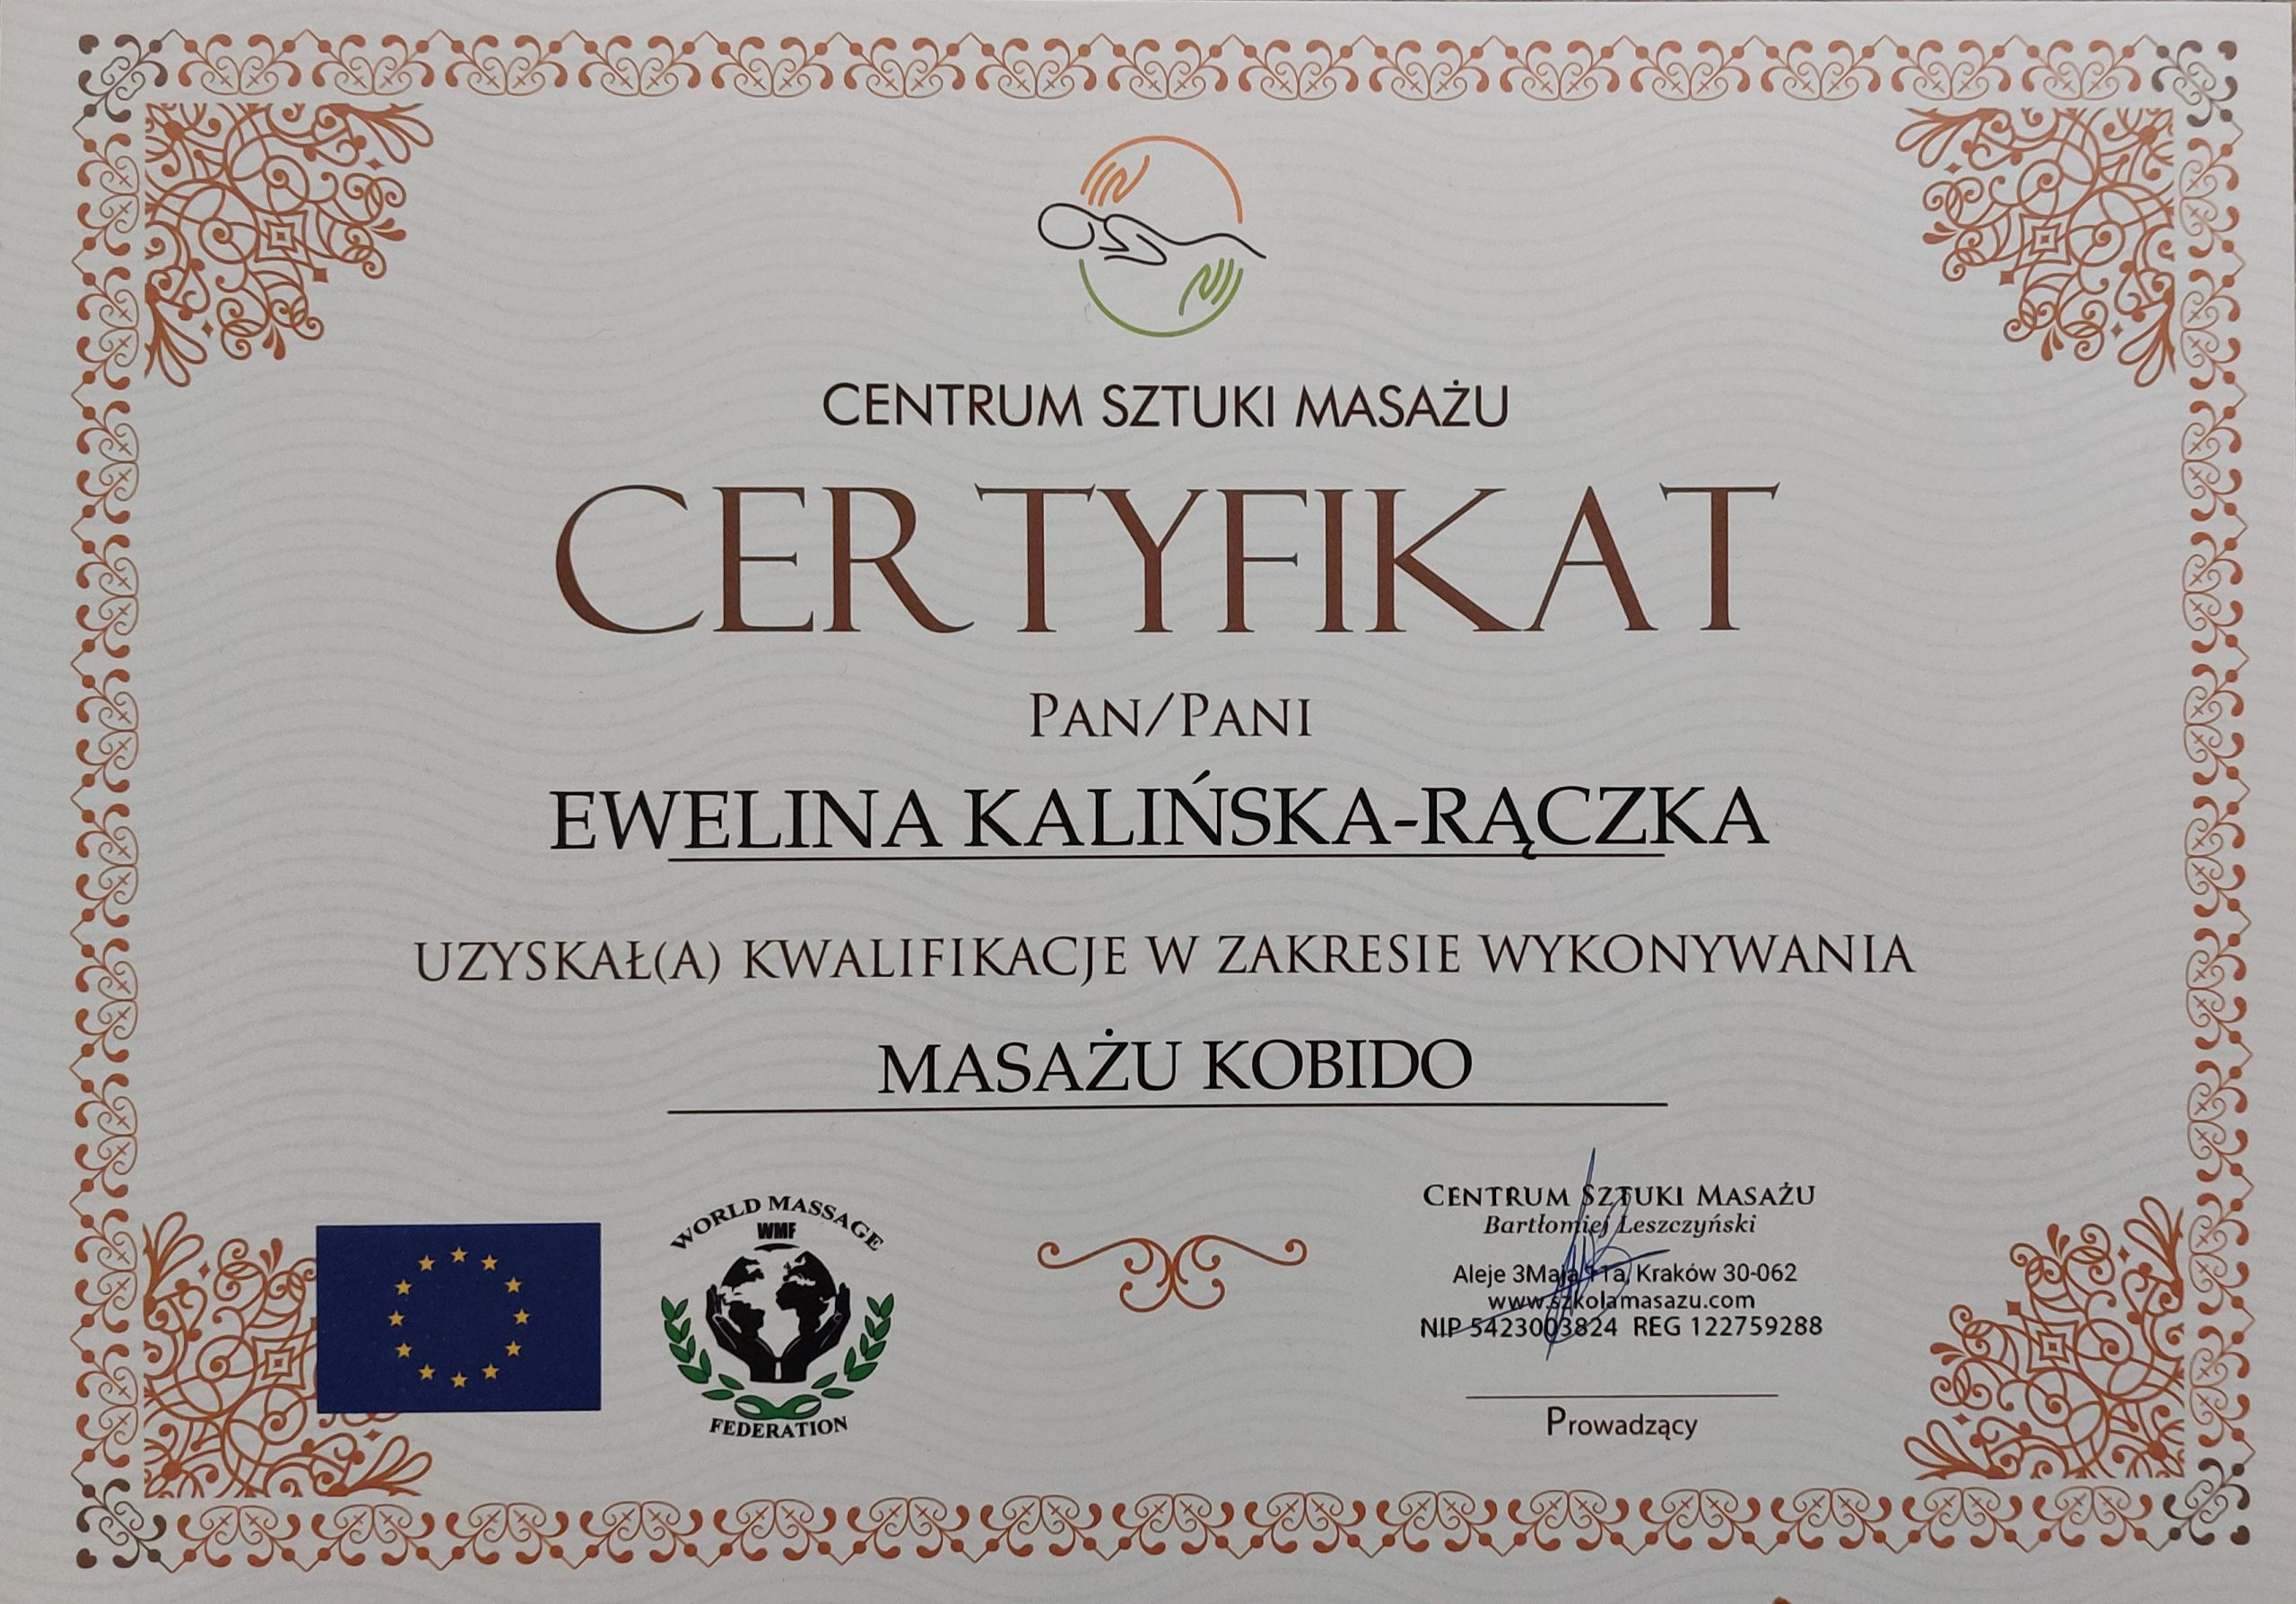 CENTRUM SZTUKI MASAŻU
CERTYFIKAT
PAN/PANI
EWELINA KALIŃSKA-RĄCZKA
UZYSKAŁ(A) KWALIFIKACJE W ZAKRESIE WYKONYWANIA
MASAŻU KOBIDO
WORLD MASSAGE
WMF
FEDERATION
CENTRUM SZTUKI MASAŻU
Bartłomiej Leszczyński
Aleje 3Maja 11a, Kraków 30-062
www.szkolamasazu.com
NIP 5423003824 REG 122759288
Prowadzący